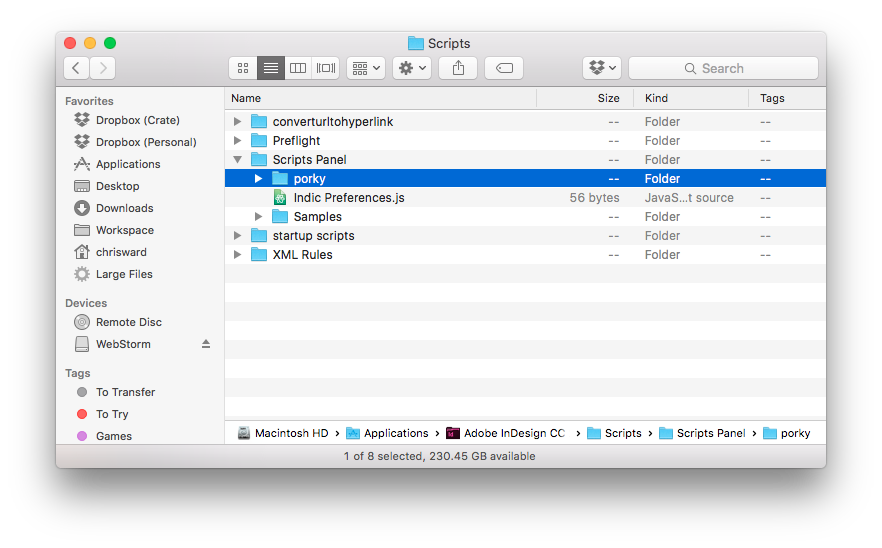 Scripts
Search
Favorites
Dropbox (Crate)
Dropbox (Personal)
Applications
Desktop
Downloads
Workspace
chrisward
Large Files
Devices
Remote Disc
WebStorm
Tags
To Transfer
To Try
Games
Name Size Kind Tags
converturltohyperlink -- Folder --
Preflight -- Folder --
Scripts Panel -- Folder --
porky -- Folder --
Indic Preferences.js 56 bytes JavaS...t source --
Samples -- Folder --
startup scripts -- Folder --
XML Rules -- Folder --
Macintosh HD › Applications › Adobe InDesign CC › Scripts › Scripts Panel › porky
1 of 8 selected, 230.45 GB available